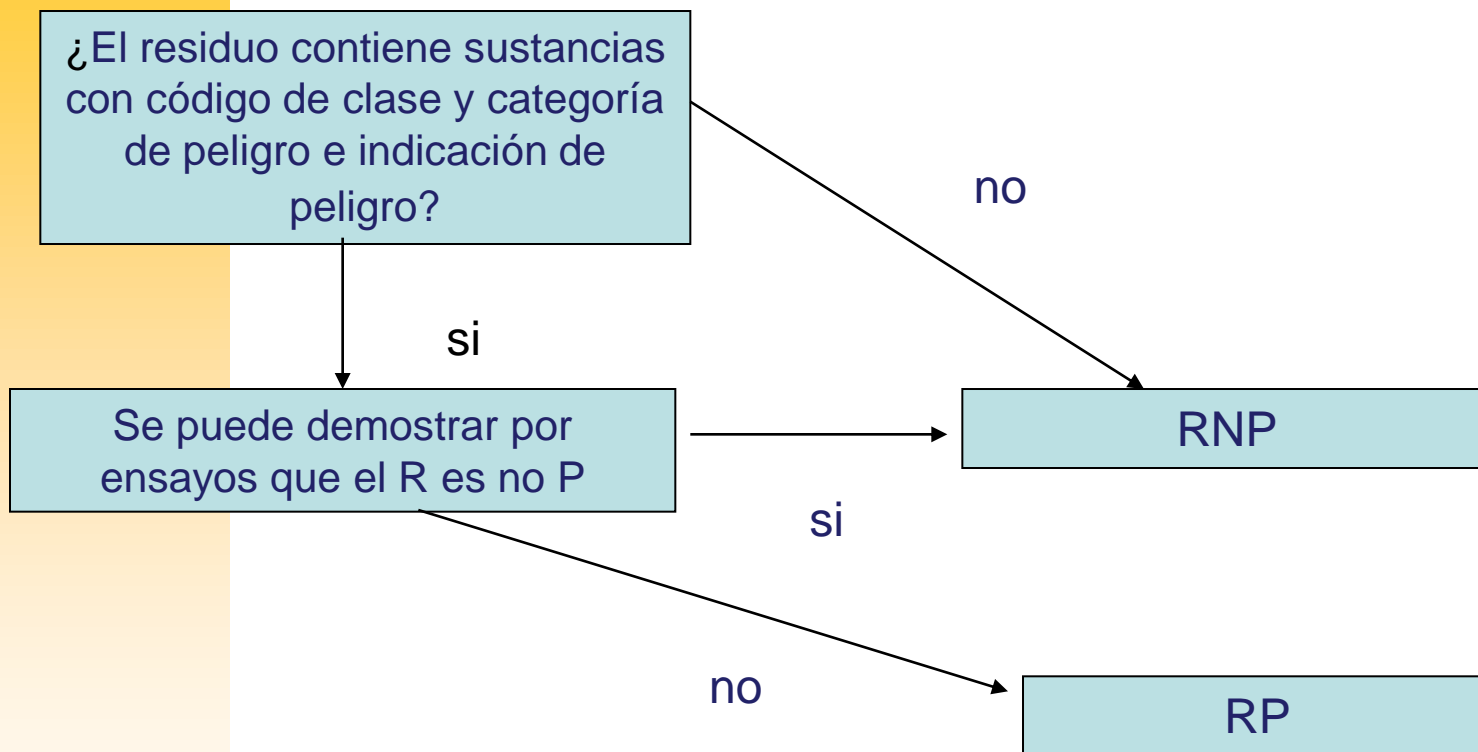 ¿El residuo contiene sustancias
con código de clase y categoría
de peligro e indicación de
peligro?
no
si
Se puede demostrar por
ensayos que el R es no P
RNP
si
no
RP